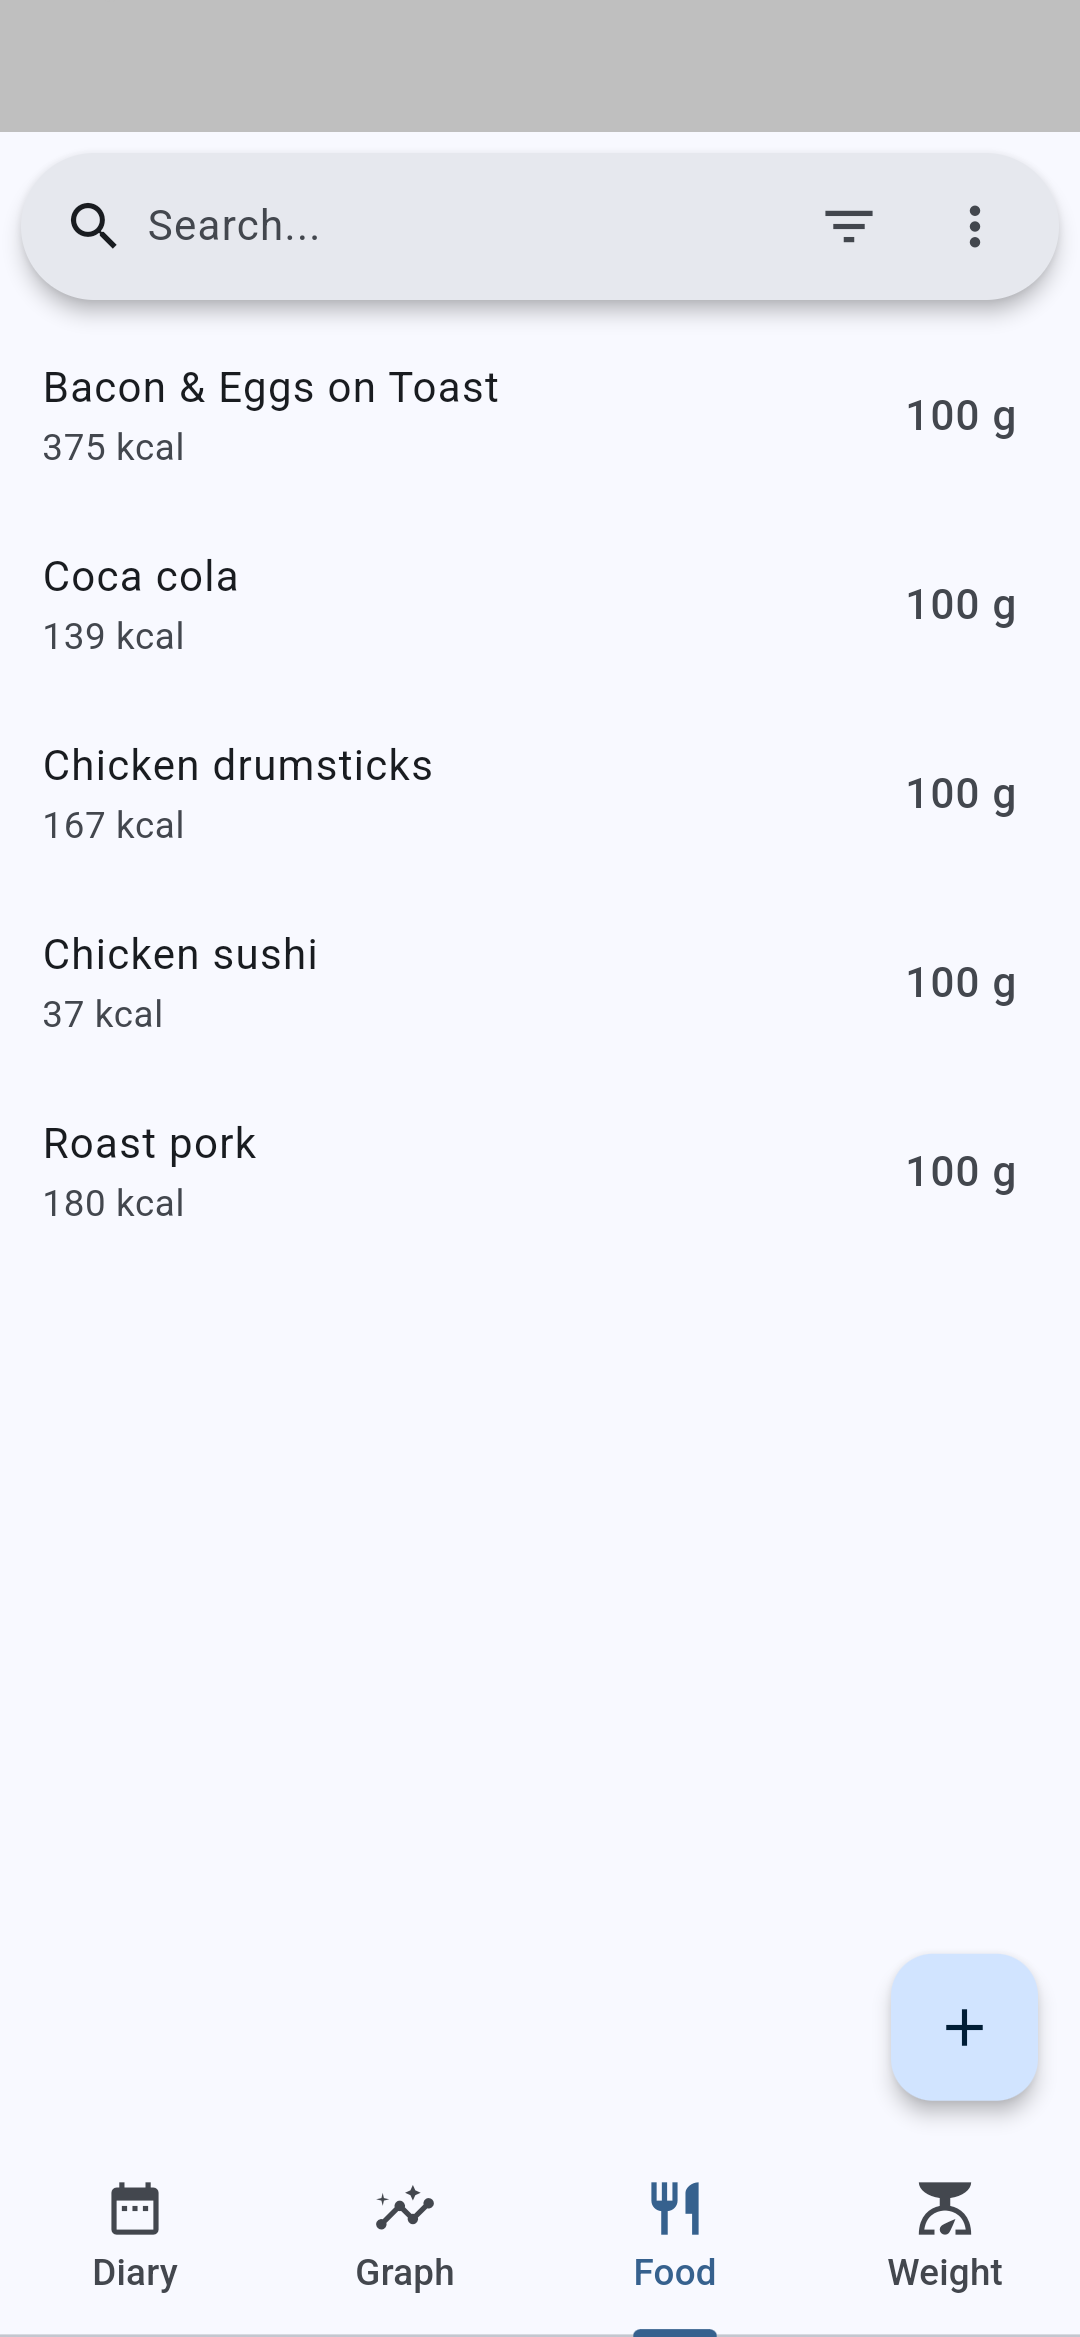 Search...
Bacon & Eggs on Toast
375 kcal
100 g
Coca cola
139 kcal
100 g
Chicken drumsticks
167 kcal
100 g
Chicken sushi
37 kcal
100 g
Roast pork
180 kcal
100 g
Diary
Graph
Food
Weight